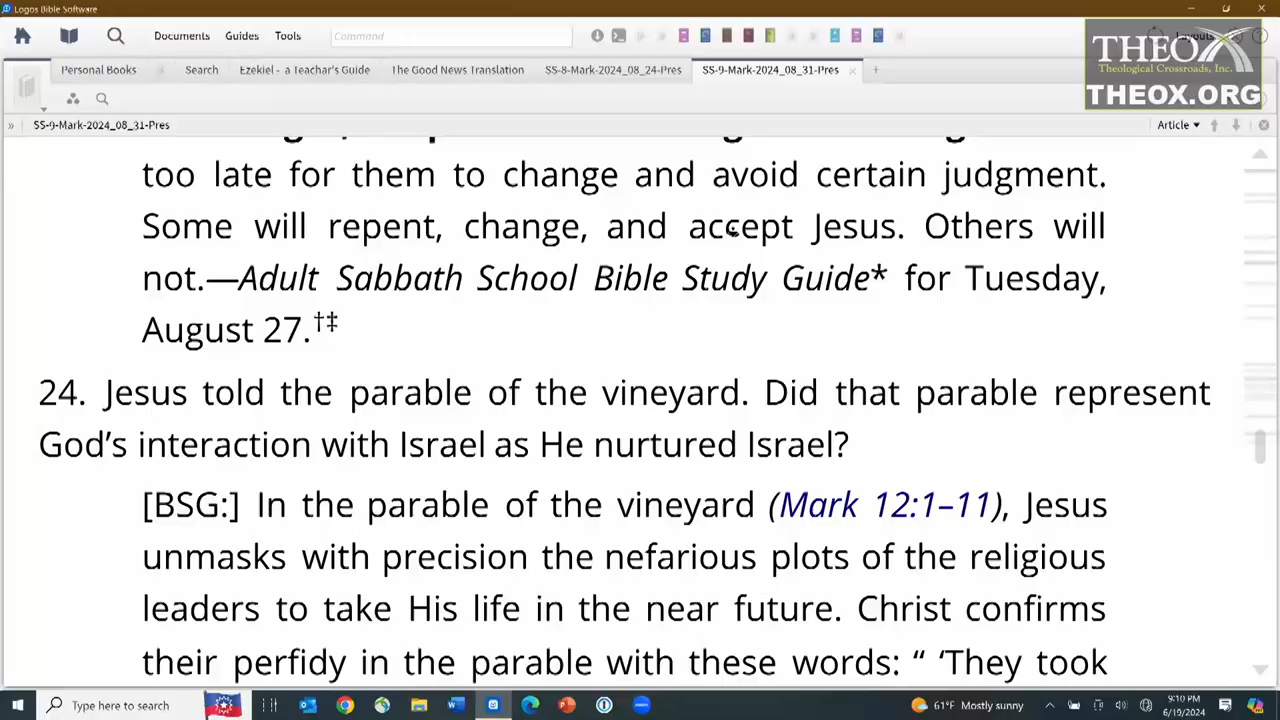 Logos Bible Software
Documents Guides Tools Command Layouts
THEOX
Theological Crossroads, Inc.
THEOX.ORG
Personal Books Search Ezekiel - a Teacher's Guide SS-8-Mark-2024_08_24-Pres SS-9-Mark-2024_08_31-Pres
SS-9-Mark-2024_08_31-Pres Article
too late for them to change and avoid certain judgment.
Some will repent, change, and accept Jesus. Others will
not.—Adult Sabbath School Bible Study Guide* for Tuesday,
August 27.†‡
24. Jesus told the parable of the vineyard. Did that parable represent
God's interaction with Israel as He nurtured Israel?
[BSG:] In the parable of the vineyard (Mark 12:1–11), Jesus
unmasks with precision the nefarious plots of the religious
leaders to take His life in the near future. Christ confirms
their perfidy in the parable with these words: “ ‘They took
Type here to search
61°F Mostly sunny
9:10 PM
6/19/2024